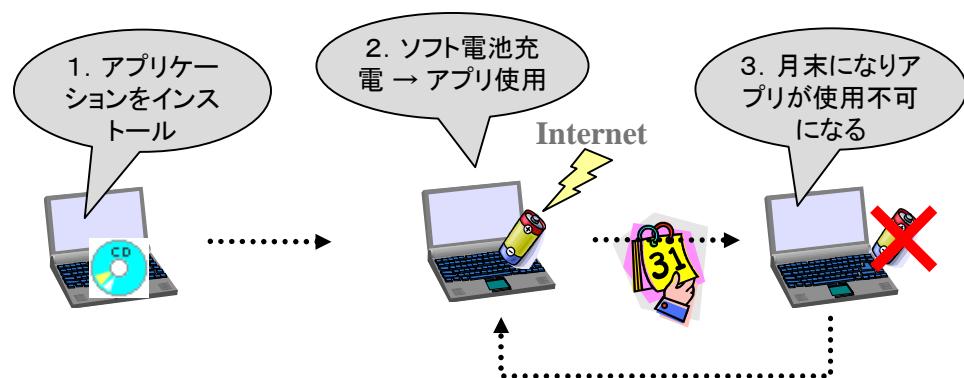 1．アプリケー
ションをインス
トール
2．ソフト電池充
電 → アプリ使用
3．月末になりア
プリが使用不可
になる
Internet
CD
31